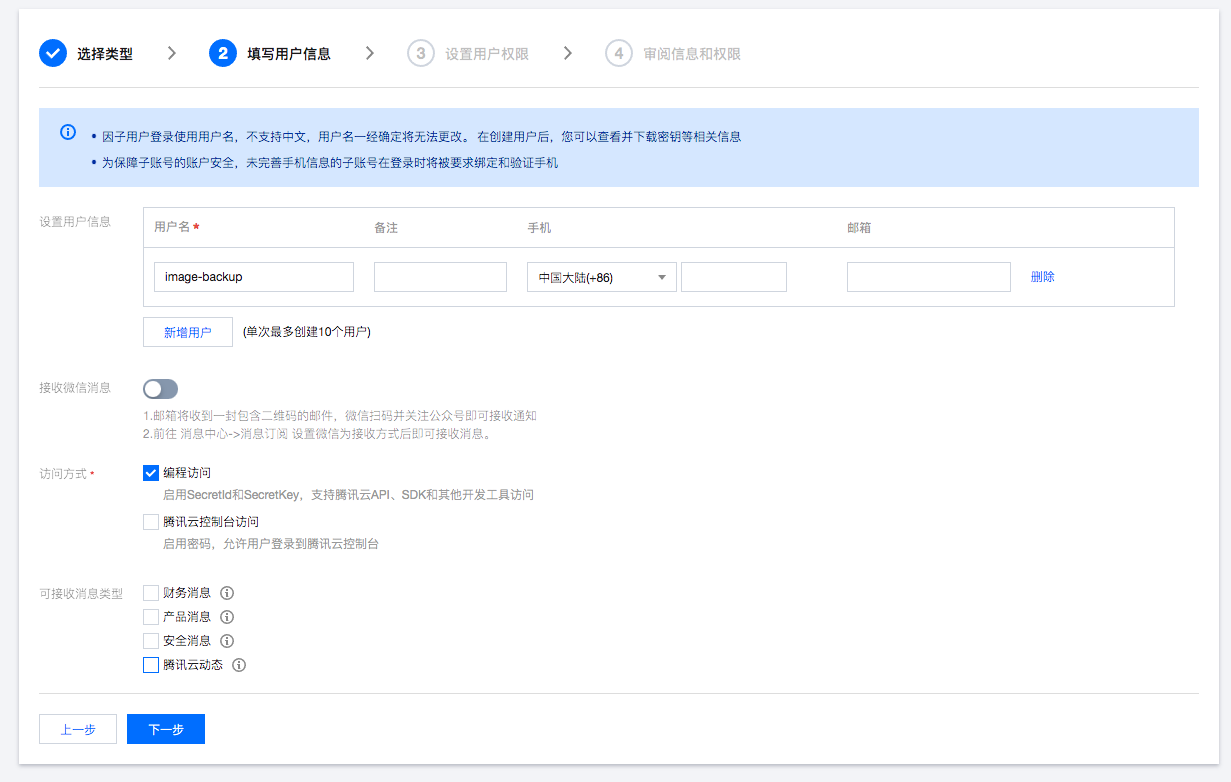 选择类型 2 填写用户信息 3 设置用户权限 4 审阅信息和权限
• 因子用户登录使用用户名，不支持中文，用户名一经确定将无法更改。 在创建用户后，您可以查看并下载密钥等相关信息
• 为保障子账号的账户安全，未完善手机信息的子账号在登录时将被要求绑定和验证手机
设置用户信息 用户名 * 备注 手机 邮箱
image-backup 中国大陆(+86) 删除
新增用户 (单次最多创建10个用户)
接收微信消息
1.邮箱将收到一封包含二维码的邮件，微信扫码并关注公众号即可接收通知
2.前往 消息中心->消息订阅 设置微信为接收方式后即可接收消息。
访问方式 * 编程访问
启用SecretId和SecretKey，支持腾讯云API、SDK和其他开发工具访问
腾讯云控制台访问
启用密码，允许用户登录到腾讯云控制台
可接收消息类型 财务消息
产品消息
安全消息
腾讯云动态
上一步 下一步